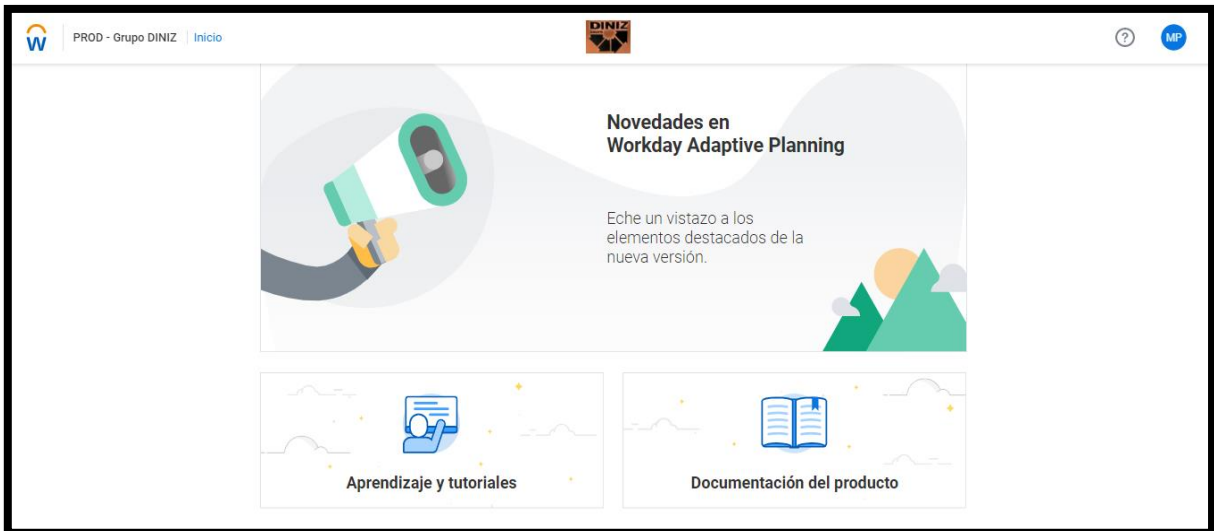 PROD - Grupo DINIZ | Inicio
DINIZ
MP
Novedades en
Workday Adaptive Planning
Eche un vistazo a los
elementos destacados de la
nueva versión.
Aprendizaje y tutoriales
Documentación del producto